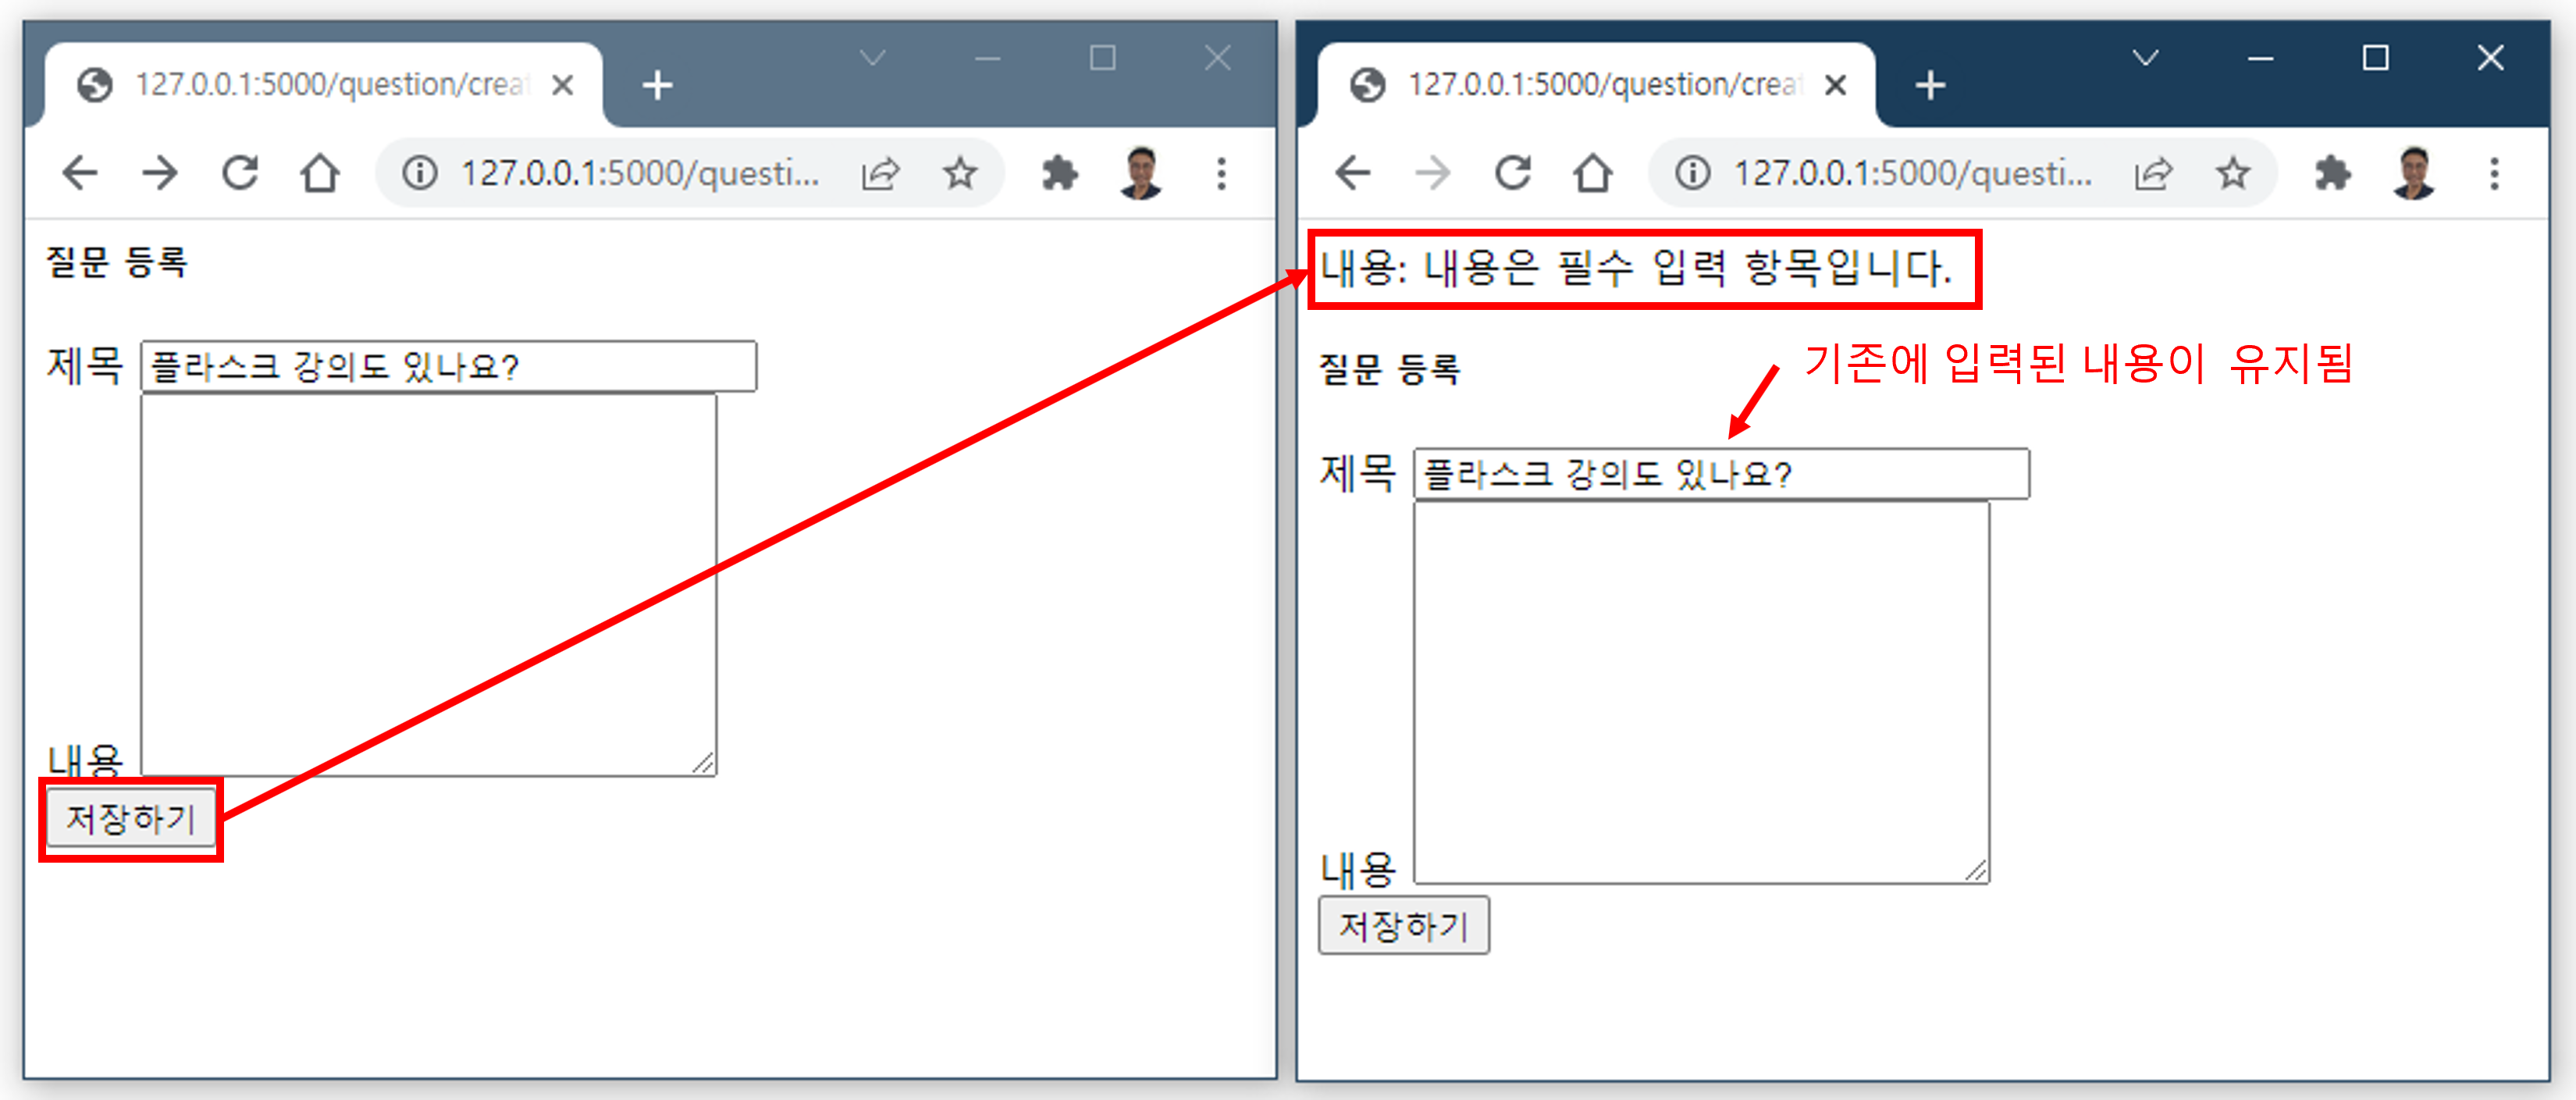 127.0.0.1:5000/question/creat
127.0.0.1:5000/questi...
질문 등록
제목 플라스크 강의도 있나요?
내용
저장하기
127.0.0.1:5000/question/creat
127.0.0.1:5000/questi...
내용: 내용은 필수 입력 항목입니다.
기존에 입력된 내용이 유지됨
질문 등록
제목 플라스크 강의도 있나요?
내용
저장하기